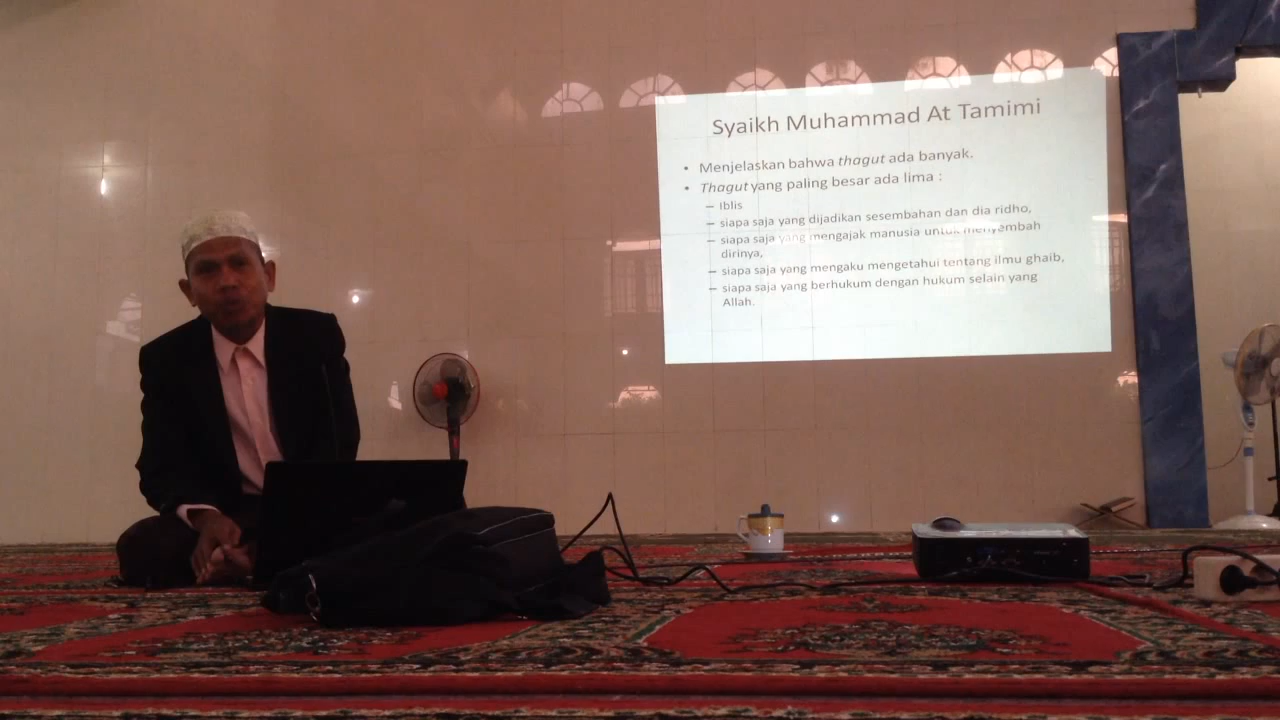 Syaikh Muhammad At Tamimi
• Menjelaskan bahwa thagut ada banyak.
• Thagut yang paling besar ada lima :
– Iblis
– siapa saja yang dijadikan sesembahan dan dia ridho,
– siapa saja yang mengajak manusia untuk menyembah
dirinya,
– siapa saja yang mengaku mengetahui tentang ilmu ghaib,
– siapa saja yang berhukum dengan hukum selain yang
Allah.